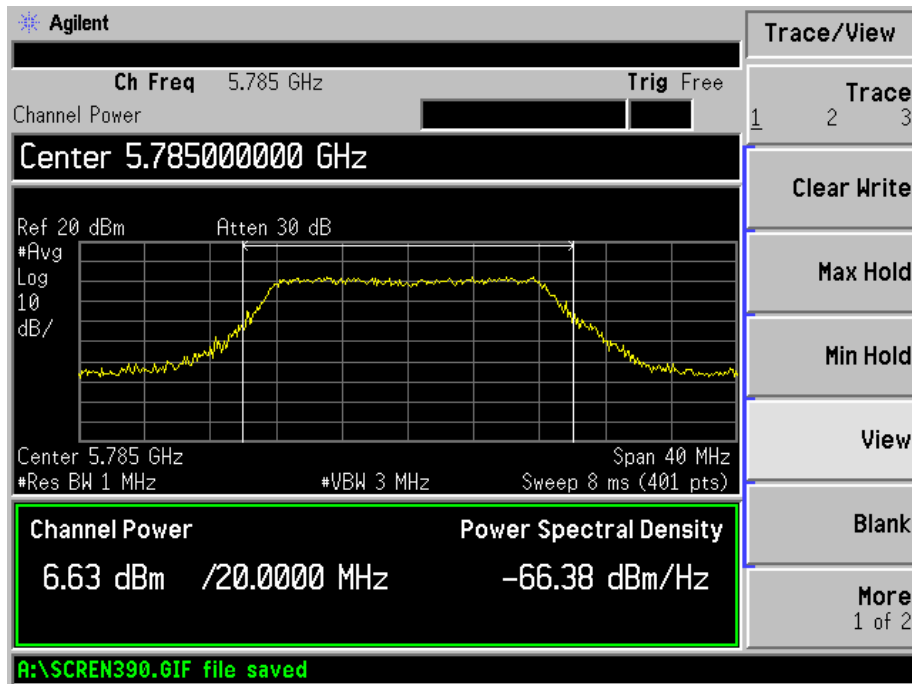 Agilent
Trace/View
Ch Freq 5.785 GHz Trig Free
Channel Power
Center 5.785000000 GHz
Ref 20 dBm Atten 30 dB
#Avg
Log
10
dB/
Center 5.785 GHz Span 40 MHz
#Res BW 1 MHz #VBW 3 MHz Sweep 8 ms (401 pts)
Channel Power Power Spectral Density
6.63 dBm /20.0000 MHz -66.38 dBm/Hz
A:\SCREN390.GIF file saved
Trace
1 2 3
Clear Write
Max Hold
Min Hold
View
Blank
More
1 of 2